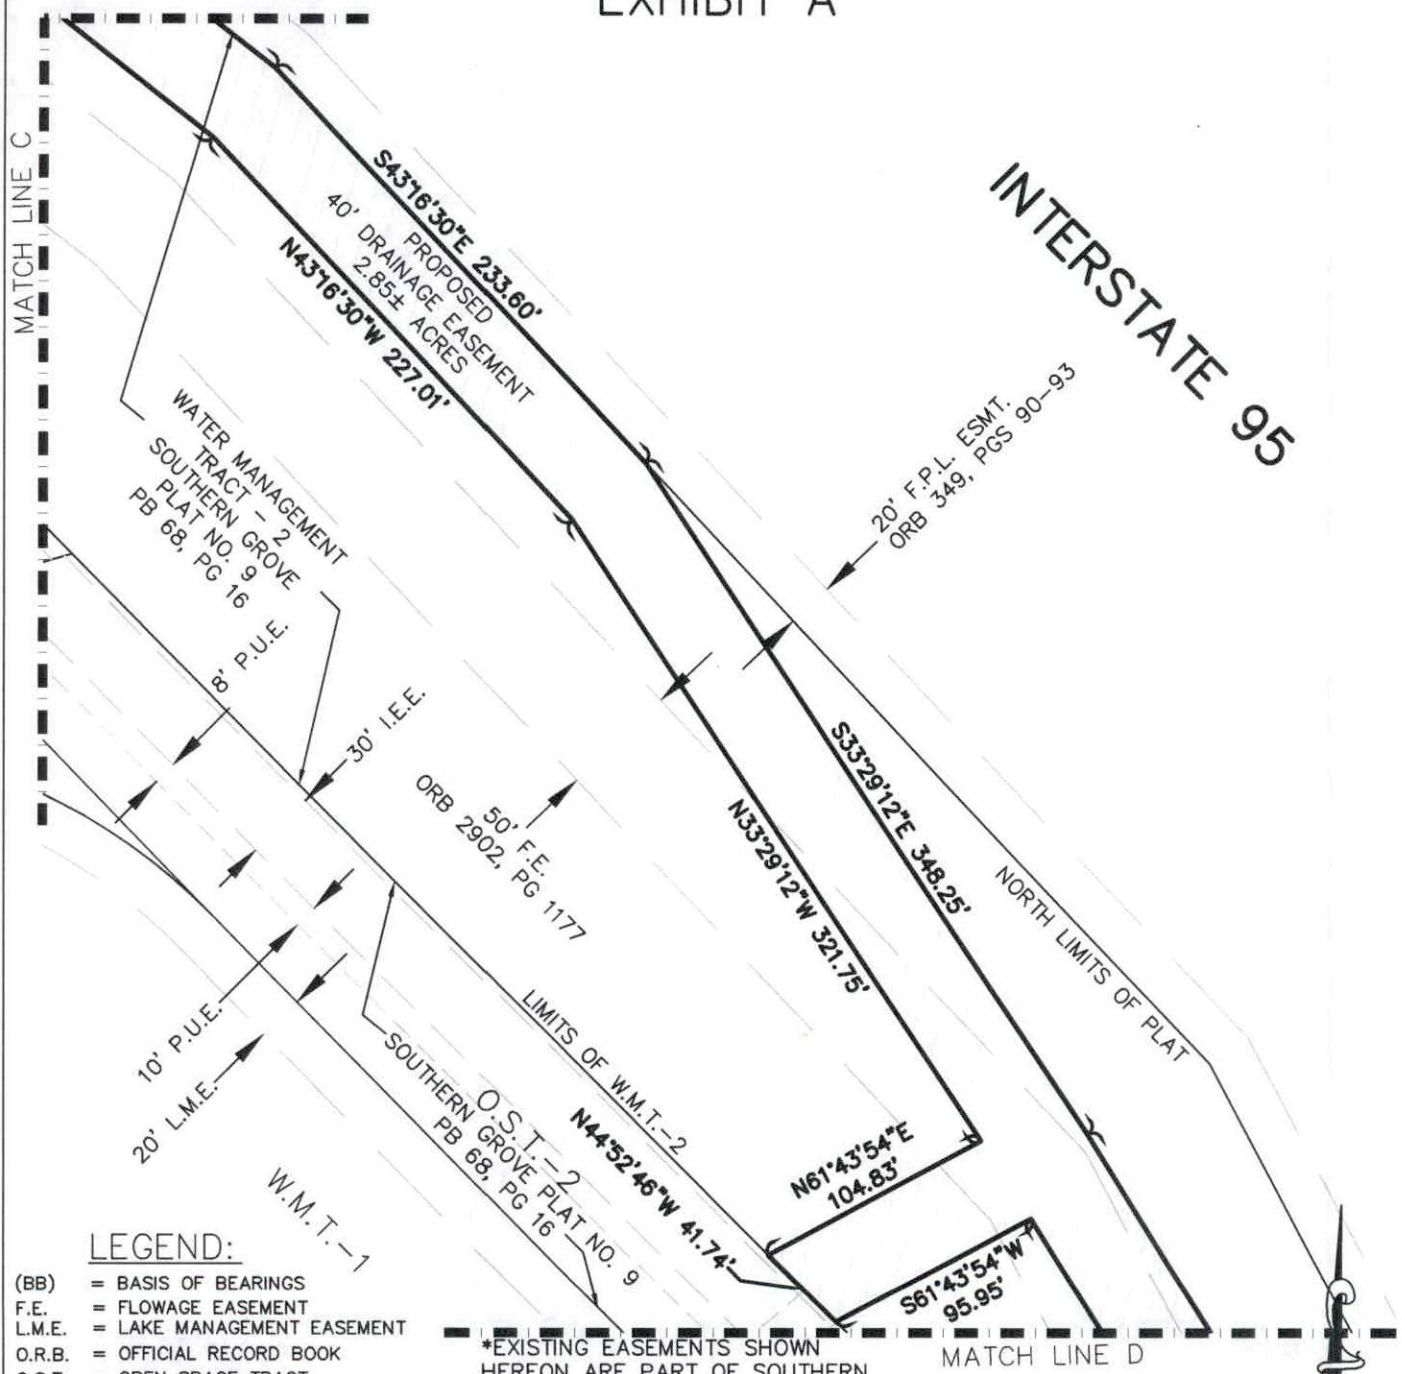 EXHIBIT "A"
MATCH LINE C
INTERSTATE 95
S43°16'30"E 233.60'
PROPOSED
40' DRAINAGE EASEMENT
2.85± ACRES
N43°16'30"W 227.01'
20' F.P.L. ESMT.
ORB 349, PGS 90-93
WATER MANAGEMENT
TRACT - 2
SOUTHERN GROVE
PLAT NO. 9
PB 68, PG 16
8' P.U.E.
30' I.E.E.
50' F.E.
ORB 2902, PG 1177
S33°29'12"E 348.25'
N33°29'12"W 321.75'
NORTH LIMITS OF PLAT
LIMITS OF W.M.T.-2
10' P.U.E.
20' L.M.E.
O.S.T.-2
SOUTHERN GROVE PLAT NO. 9
PB 68, PG 16
N44°52'46"W 41.74'
N61°43'54"E
104.83'
S61°43'54"W
95.95'
W.M.T.-1
LEGEND:
(BB) = BASIS OF BEARINGS
F.E. = FLOWAGE EASEMENT
L.M.E. = LAKE MANAGEMENT EASEMENT
O.R.B. = OFFICIAL RECORD BOOK
O.S.T. = OPEN SPACE TRACT
*EXISTING EASEMENTS SHOWN
HEREON ARE PART OF SOUTHERN
MATCH LINE D